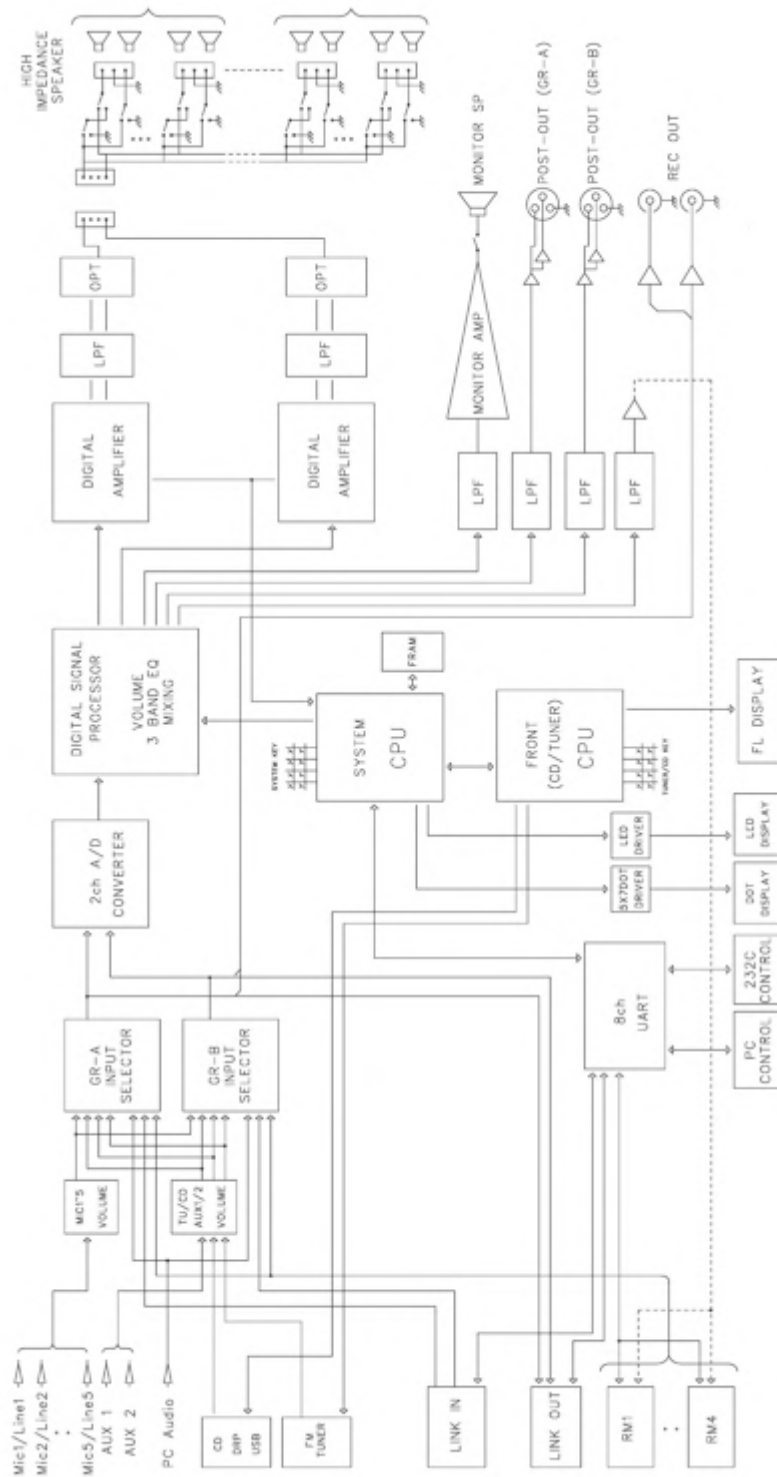 HIGH
IMPEDANCE
SPEAKER
OPT
OPT
LPF
LPF
MONITOR SP
POST-OUT (GR-A)
POST-OUT (GR-B)
REC OUT
MONITOR AMP
DIGITAL
AMPLIFIER
DIGITAL
AMPLIFIER
LPF
LPF
LPF
LPF
DIGITAL SIGNAL
PROCESSOR
VOLUME
3 BAND EQ
MIXING
FRAM
SYSTEM KEY
SYSTEM
CPU
FRONT
(CD/TUNER)
CPU
TUNER/CD KEY
FL DISPLAY
2ch A/D
CONVERTER
LED
DRIVER
LED
DISPLAY
5X7DOT
DRIVER
DOT
DISPLAY
GR-A
INPUT
SELECTOR
GR-B
INPUT
SELECTOR
8ch
UART
232C
CONTROL
PC
CONTROL
MIC1~5
VOLUME
TU/CD
AUX1/2
VOLUME
Mic1/Line1
Mic2/Line2
:
Mic5/Line5
AUX 1
AUX 2
PC Audio
CD
DRP
USB
FM
TUNER
LINK IN
LINK OUT
RM1
:
RM4